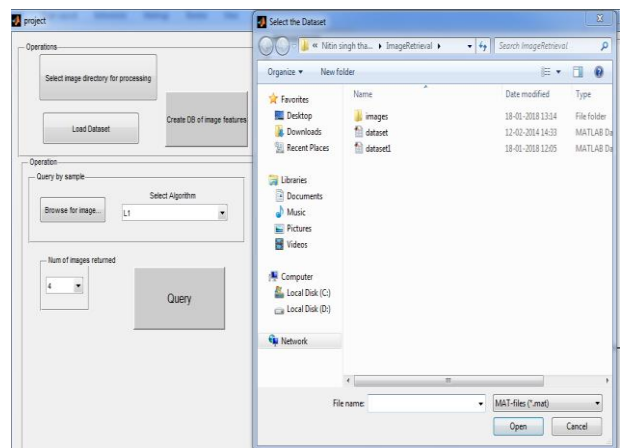 project
Operations
Select image directory for processing
Load Dataset
Create DB of image features
Operation
Query by sample
Browse for image...
Select Algorithm
L1
Num of images returned
4
Query
Select the Dataset
« Nitin singh tha... ▸ ImageRetrieval ▸
Search ImageRetrieval
Organize
New folder
Name
Date modified
Type
Favorites
Desktop
Downloads
Recent Places
Libraries
Documents
Music
Pictures
Videos
Computer
Local Disk (C:)
Local Disk (D:)
Network
images 18-01-2018 13:14 File folder
dataset 12-02-2014 14:33 MATLAB Da
dataset1 18-01-2018 12:05 MATLAB Da
File name:
MAT-files (*.mat)
Open
Cancel